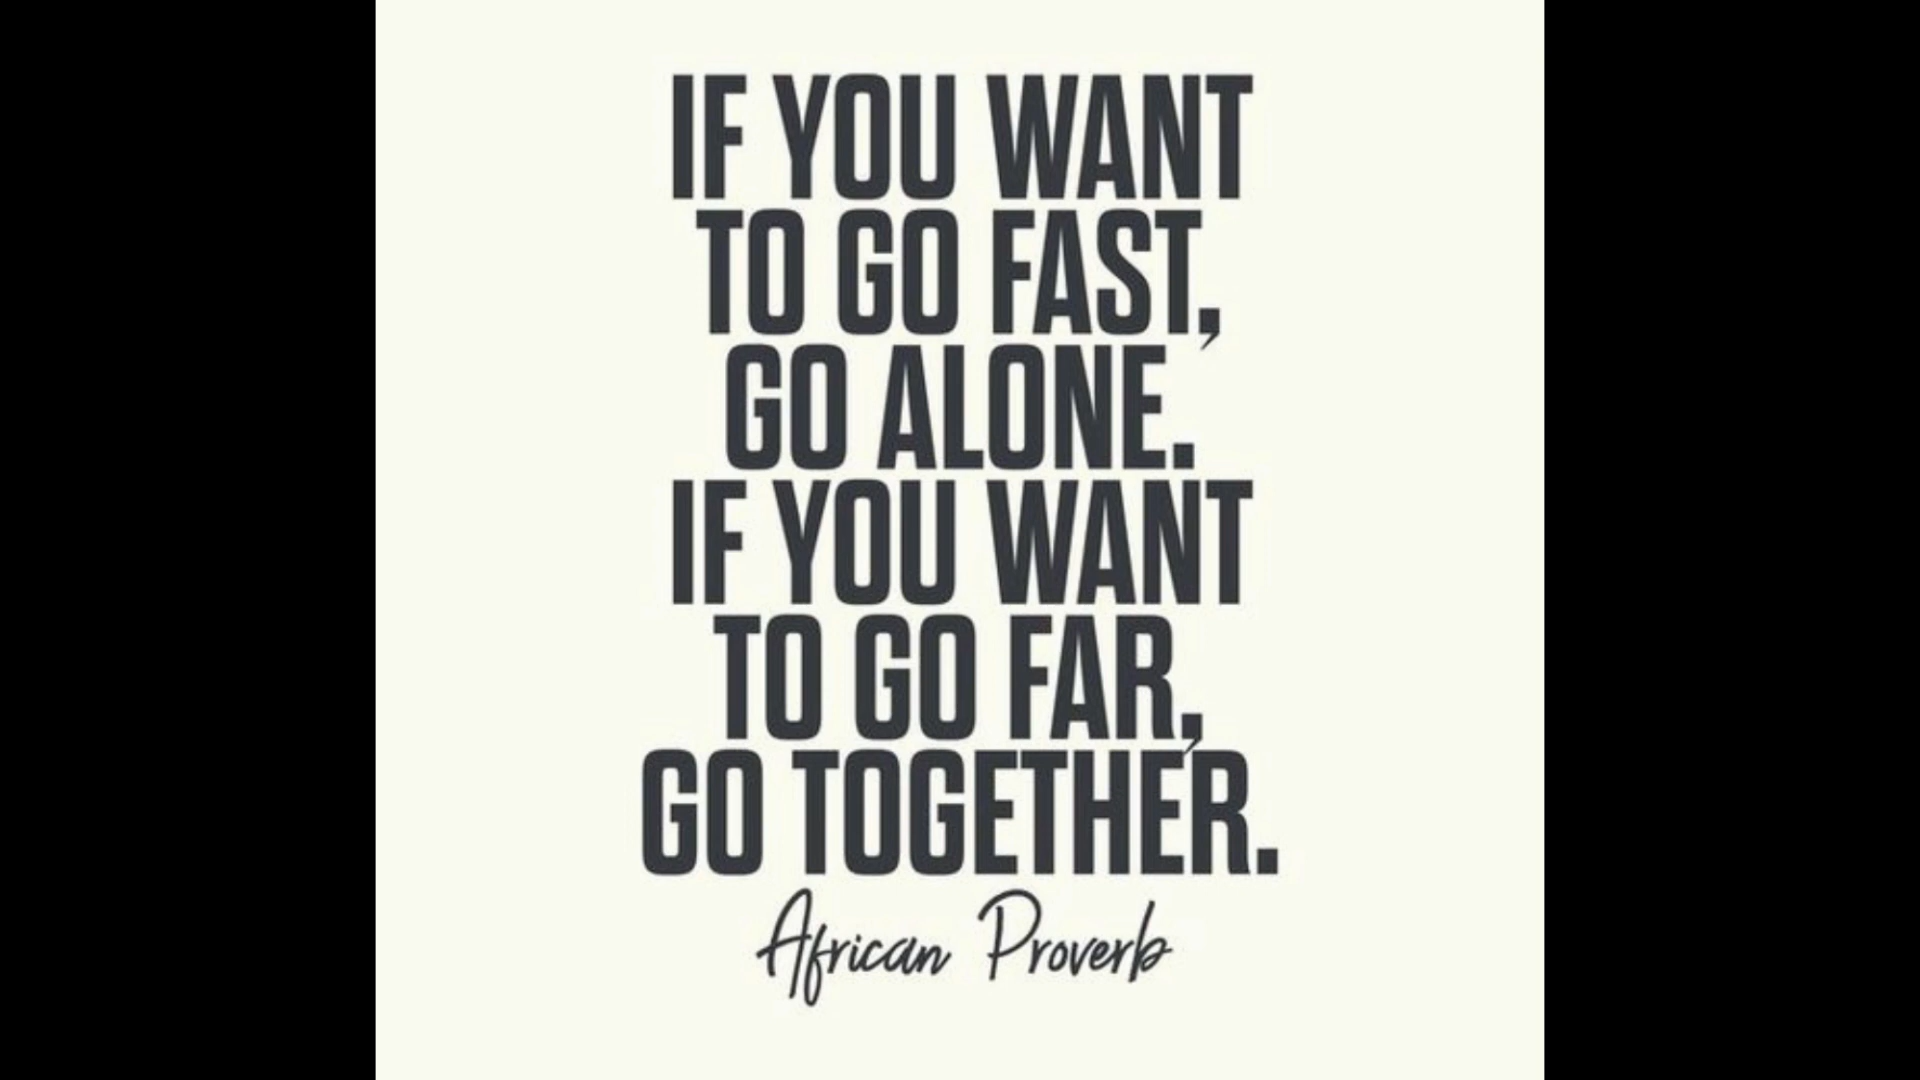 IF YOU WANT
TO GO FAST,
GO ALONE.
IF YOU WANT
TO GO FAR,
GO TOGETHER.
African Proverb